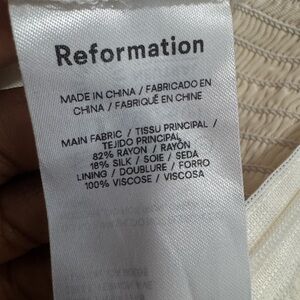 Reformation
MADE IN CHINA / FABRICADO EN
CHINA / FABRIQUÉ EN CHINE
MAIN FABRIC / TISSU PRINCIPAL /
TEJIDO PRINCIPAL
82% RAYON / RAYÓN
18% SILK / SOIE / SEDA
LINING / DOUBLURE / FORRO
100% VISCOSE / VISCOSA